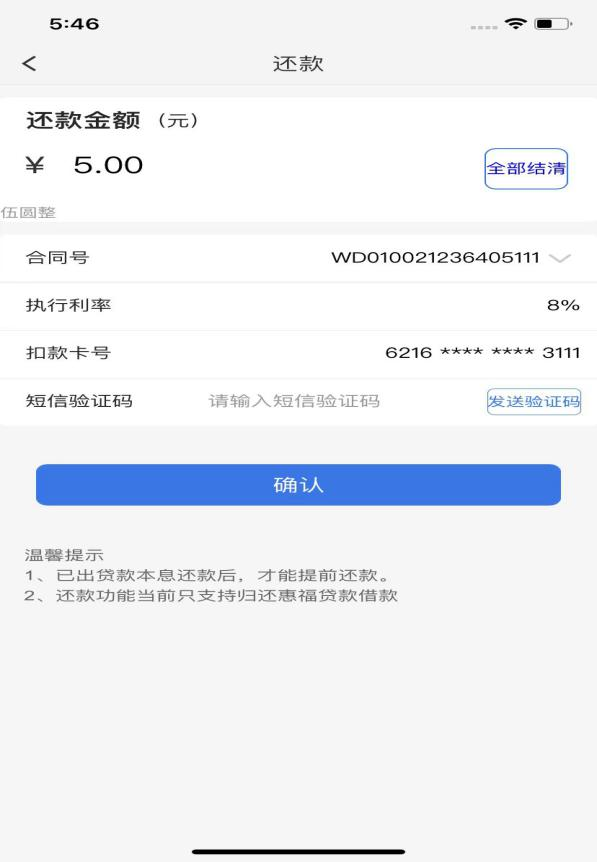 5:46
还款
还款金额（元）
¥ 5.00
全部结清
伍圆整
合同号 WD010021236405111
执行利率 8%
扣款卡号 6216 **** **** 3111
短信验证码 请输入短信验证码 发送验证码
确认
温馨提示
1、已出贷款本息还款后，才能提前还款。
2、还款功能当前只支持归还惠福贷款借款